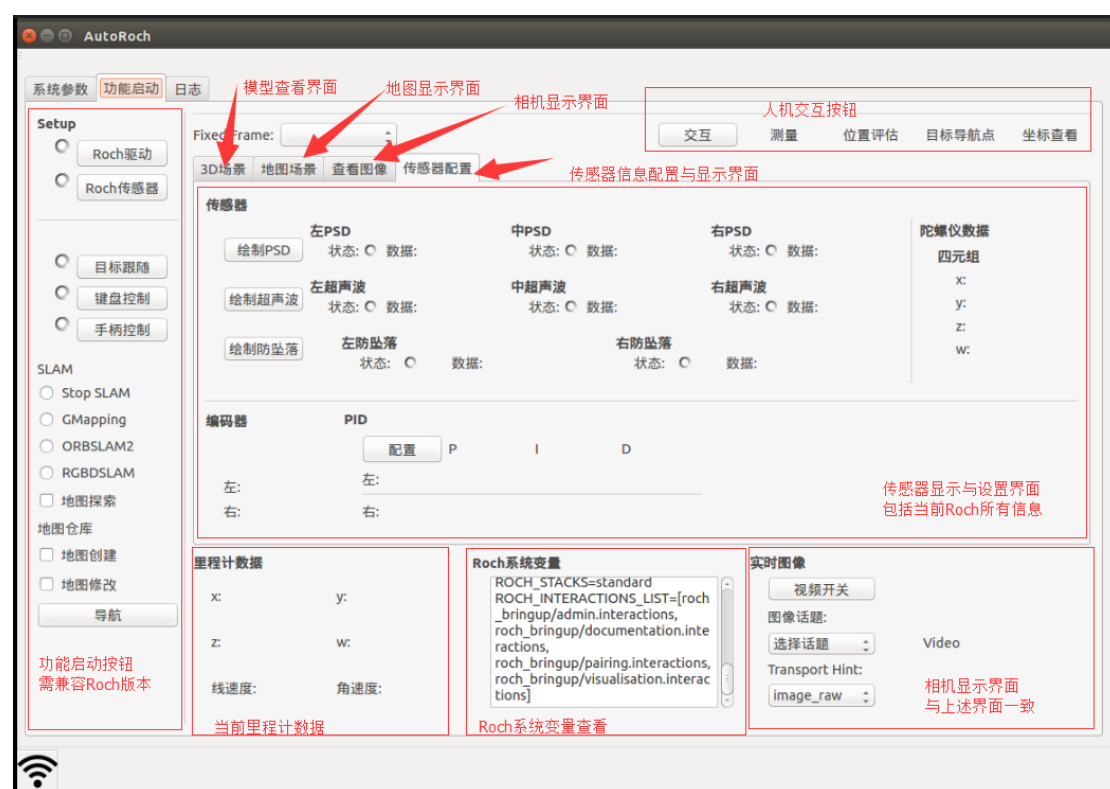 AutoRoch
系统参数 功能启动 日志
模型查看界面
地图显示界面
相机显示界面
人机交互按钮
Setup
Roch驱动
Roch传感器
目标跟随
键盘控制
手柄控制
SLAM
Stop SLAM
GMapping
ORBSLAM2
RGBDSLAM
地图探索
地图仓库
地图创建
地图修改
导航
功能启动按钮
需兼容Roch版本
Fixed Frame:
交互 测量 位置评估 目标导航点 坐标查看
3D场景 地图场景 查看图像 传感器配置
传感器信息配置与显示界面
传感器
左PSD 中PSD 右PSD
绘制PSD 状态: 数据: 状态: 数据: 状态: 数据:
左超声波 中超声波 右超声波
绘制超声波 状态: 数据: 状态: 数据: 状态: 数据:
左防坠落 右防坠落
绘制防坠落 状态: 数据: 状态: 数据:
陀螺仪数据
四元组
x:
y:
z:
w:
编码器 PID
配置 P I D
左: 左:
右: 右:
传感器显示与设置界面
包括当前Roch所有信息
里程计数据
x: y:
z: w:
线速度: 角速度:
当前里程计数据
Roch系统变量
ROCH_STACKS=standard
ROCH_INTERACTIONS_LIST=[roch
_bringup/admin.interactions,
roch_bringup/documentation.inte
ractions,
roch_bringup/pairing.interactions,
roch_bringup/visualisation.interac
tions]
Roch系统变量查看
实时图像
视频开关
图像话题:
选择话题 Video
Transport Hint:
image_raw
相机显示界面
与上述界面一致